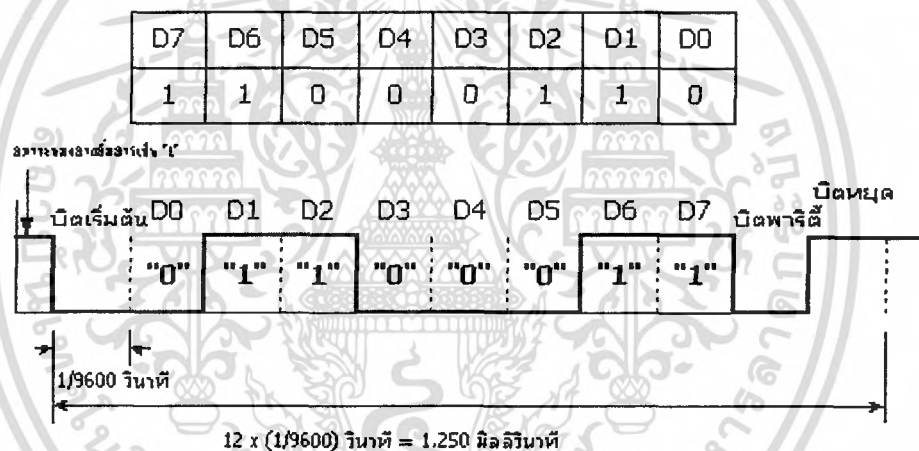 D7 D6 D5 D4 D3 D2 D1 D0
1 1 0 0 0 1 1 0
บิตหยุด
บิตเริ่มต้น D0 D1 D2 D3 D4 D5 D6 D7 บิตพาริตี้
"0" "1" "1" "0" "0" "0" "1" "1"
1/9600 วินาที
12 x (1/9600) วินาที = 1.250 มิลลิวินาที